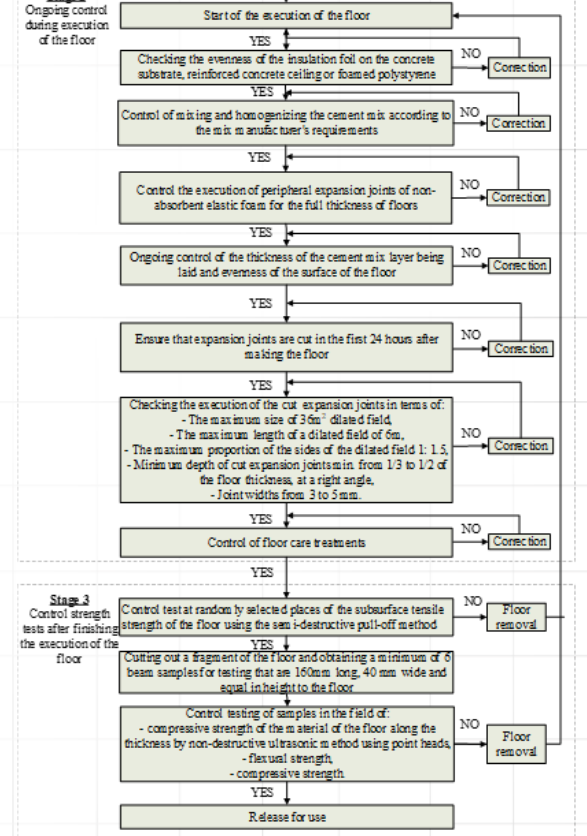 Ongoing control
during execution
of the floor
Start of the execution of the floor
YES
NO
Checking the evenness of the insulation foil on the concrete
substrate, reinforced concrete ceiling or foamed polystyrene
Correction
YES
NO
Control of mixing and homogenizing the cement mix according to
the mix manufacturer's requirements
Correction
YES
NO
Control the execution of peripheral expansion joints of non-
absorbent elastic foam for the full thickness of floors
Correction
YES
NO
Ongoing control of the thickness of the cement mix layer being
laid and evenness of the surface of the floor
Correction
YES
NO
Ensure that expansion joints are cut in the first 24 hours after
making the floor
Correction
YES
Checking the execution of the cut expansion joints in terms of:
- The maximum size of 36m² dilated field,
- The maximum length of a dilated field of 6m,
- The maximum proportion of the sides of the dilated field 1: 1.5,
- Minimum depth of cut expansion joints min. from 1/3 to 1/2 of
the floor thickness, at a right angle,
- Joint widths from 3 to 5mm.
NO
Correction
YES
NO
Control of floor care treatments
Correction
YES
Stage 3
Control strength
tests after finishing
the execution of the
floor
Control test at randomly selected places of the subsurface tensile
strength of the floor using the semi-destructive pull-off method
NO
Floor
removal
YES
Cutting out a fragment of the floor and obtaining a minimum of 6
beam samples for testing that are 160mm long, 40 mm wide and
equal in height to the floor
Control testing of samples in the field of:
- compressive strength of the material of the floor along the
thickness by non-destructive ultrasonic method using point heads,
- flexural strength,
- compressive strength.
NO
Floor
removal
YES
Release for use